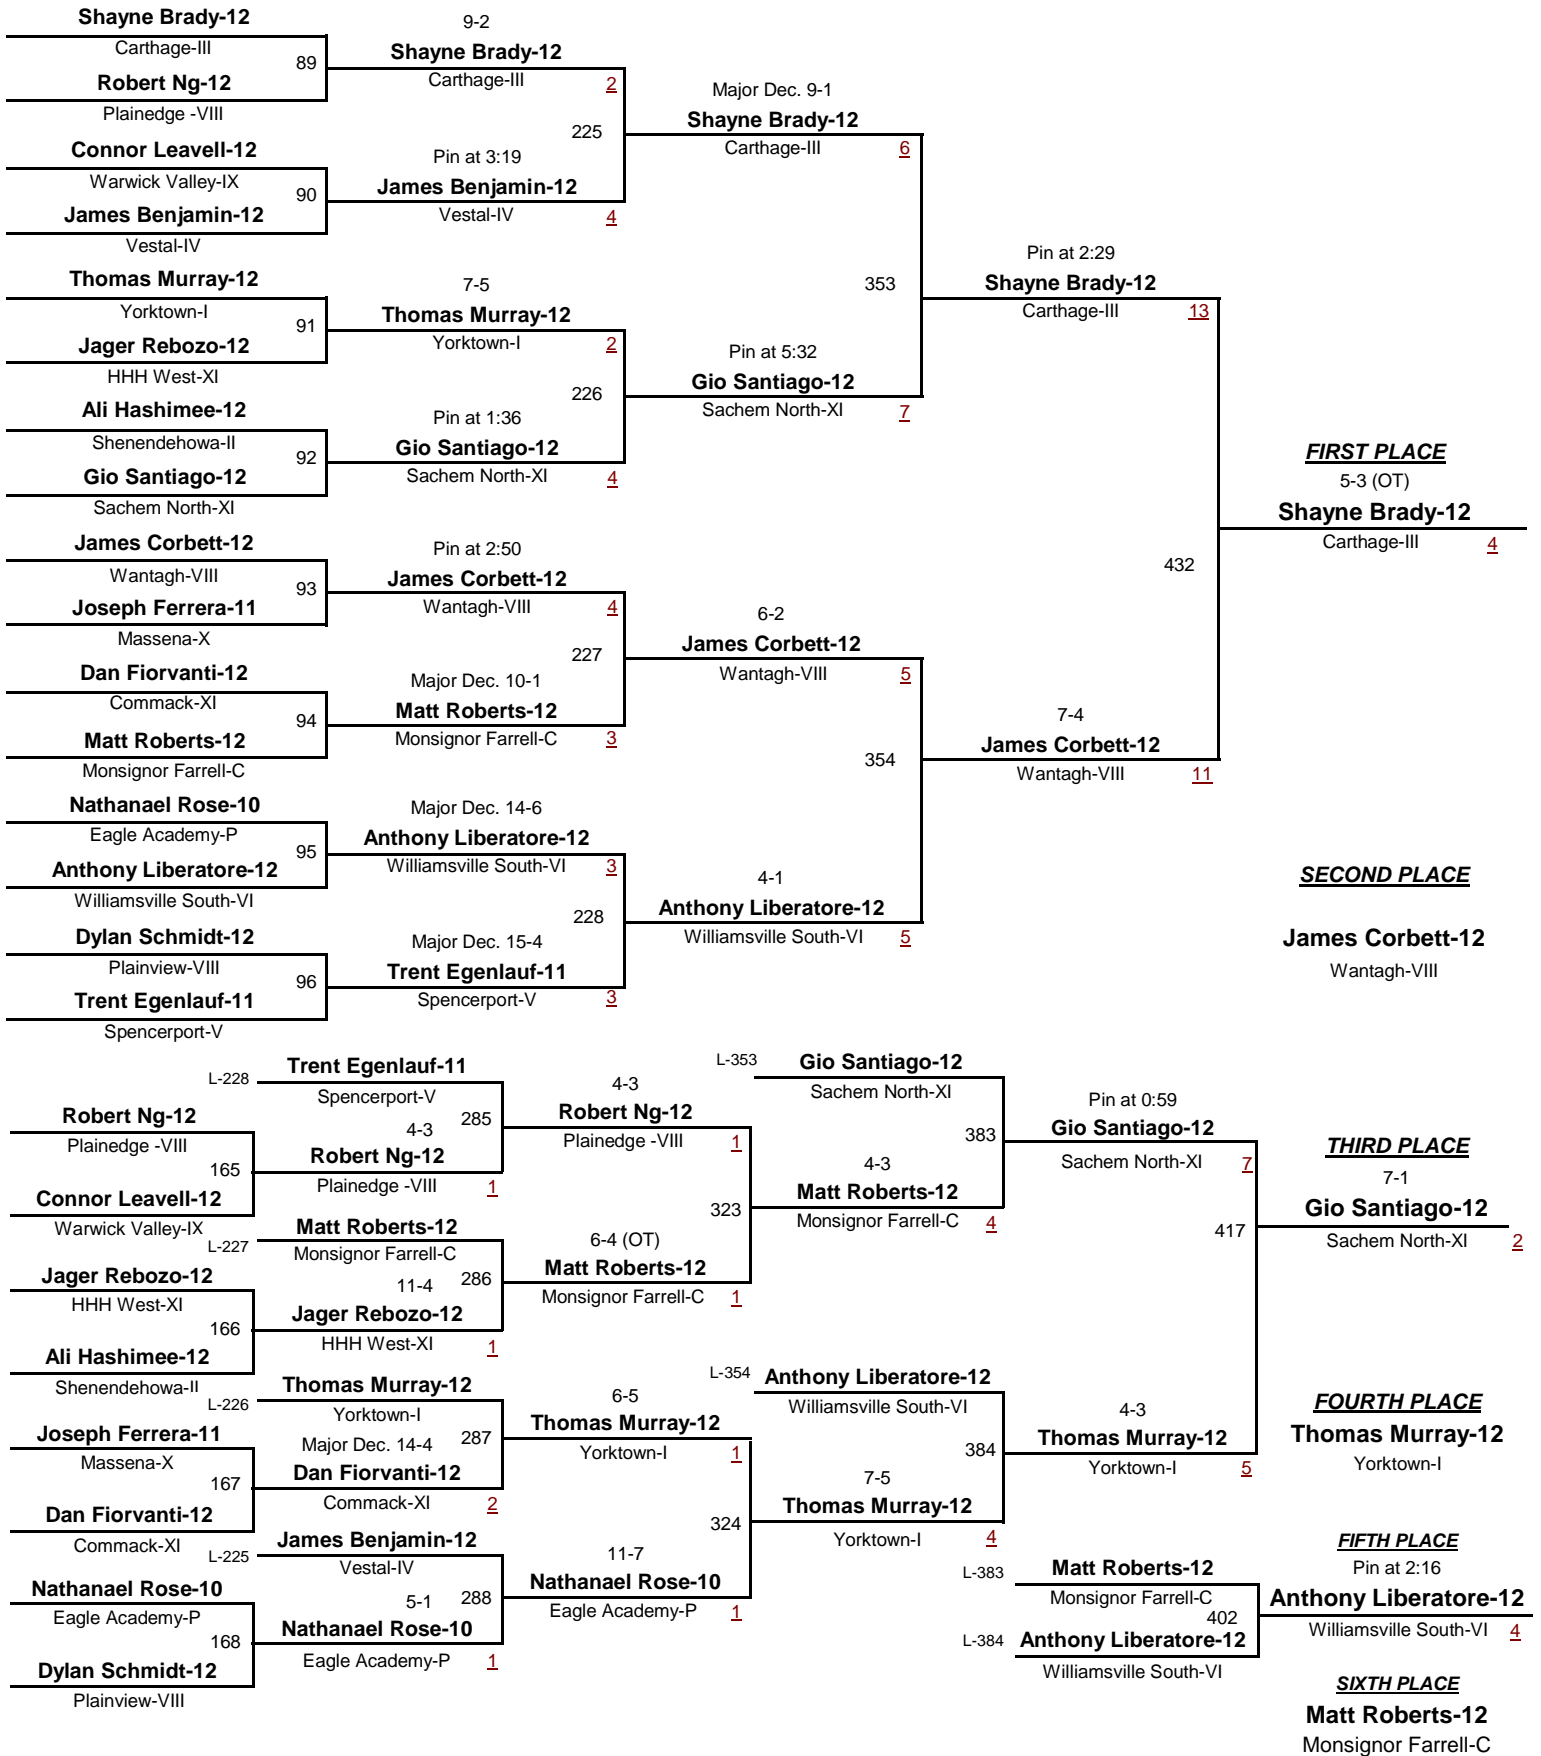 Shayne Brady-12
Carthage-III
89
Robert Ng-12
Plainedge -VIII
Connor Leavell-12
Warwick Valley-IX
90
James Benjamin-12
Vestal-IV
Thomas Murray-12
Yorktown-I
91
Jager Rebozo-12
HHH West-XI
Ali Hashimee-12
Shenendehowa-II
92
Gio Santiago-12
Sachem North-XI
James Corbett-12
Wantagh-VIII
93
Joseph Ferrera-11
Massena-X
Dan Fiorvanti-12
Commack-XI
94
Matt Roberts-12
Monsignor Farrell-C
Nathanael Rose-10
Eagle Academy-P
95
Anthony Liberatore-12
Williamsville South-VI
Dylan Schmidt-12
Plainview-VIII
96
Trent Egenlauf-11
Spencerport-V
9-2
Shayne Brady-12
Carthage-III
2
225
Pin at 3:19
James Benjamin-12
Vestal-IV
4
7-5
Thomas Murray-12
Yorktown-I
2
226
Pin at 1:36
Gio Santiago-12
Sachem North-XI
4
Pin at 2:50
James Corbett-12
Wantagh-VIII
4
227
Major Dec. 10-1
Matt Roberts-12
Monsignor Farrell-C
3
Major Dec. 14-6
Anthony Liberatore-12
Williamsville South-VI
3
228
Major Dec. 15-4
Trent Egenlauf-11
Spencerport-V
3
Major Dec. 9-1
Shayne Brady-12
Carthage-III
6
353
Pin at 5:32
Gio Santiago-12
Sachem North-XI
7
6-2
James Corbett-12
Wantagh-VIII
5
354
4-1
Anthony Liberatore-12
Williamsville South-VI
5
Pin at 2:29
Shayne Brady-12
Carthage-III
13
432
7-4
James Corbett-12
Wantagh-VIII
11
FIRST PLACE
5-3 (OT)
Shayne Brady-12
Carthage-III
4
SECOND PLACE
James Corbett-12
Wantagh-VIII
Robert Ng-12
Plainedge -VIII
165
Connor Leavell-12
Warwick Valley-IX
Jager Rebozo-12
HHH West-XI
166
Ali Hashimee-12
Shenendehowa-II
Joseph Ferrera-11
Massena-X
167
Dan Fiorvanti-12
Commack-XI
Nathanael Rose-10
Eagle Academy-P
168
Dylan Schmidt-12
Plainview-VIII
L-228
Trent Egenlauf-11
Spencerport-V
285
4-3
Robert Ng-12
Plainedge -VIII
1
L-227
Matt Roberts-12
Monsignor Farrell-C
286
11-4
Jager Rebozo-12
HHH West-XI
1
L-226
Thomas Murray-12
Yorktown-I
287
Major Dec. 14-4
Dan Fiorvanti-12
Commack-XI
2
L-225
James Benjamin-12
Vestal-IV
288
5-1
Nathanael Rose-10
Eagle Academy-P
1
4-3
Robert Ng-12
Plainedge -VIII
1
323
6-4 (OT)
Matt Roberts-12
Monsignor Farrell-C
1
6-5
Thomas Murray-12
Yorktown-I
1
324
11-7
Nathanael Rose-10
Eagle Academy-P
1
L-353
Gio Santiago-12
Sachem North-XI
383
4-3
Matt Roberts-12
Monsignor Farrell-C
4
L-354
Anthony Liberatore-12
Williamsville South-VI
384
7-5
Thomas Murray-12
Yorktown-I
4
Pin at 0:59
Gio Santiago-12
Sachem North-XI
7
417
4-3
Thomas Murray-12
Yorktown-I
5
THIRD PLACE
7-1
Gio Santiago-12
Sachem North-XI
2
FOURTH PLACE
Thomas Murray-12
Yorktown-I
L-383
Matt Roberts-12
Monsignor Farrell-C
402
L-384
Anthony Liberatore-12
Williamsville South-VI
FIFTH PLACE
Pin at 2:16
Anthony Liberatore-12
Williamsville South-VI
4
SIXTH PLACE
Matt Roberts-12
Monsignor Farrell-C